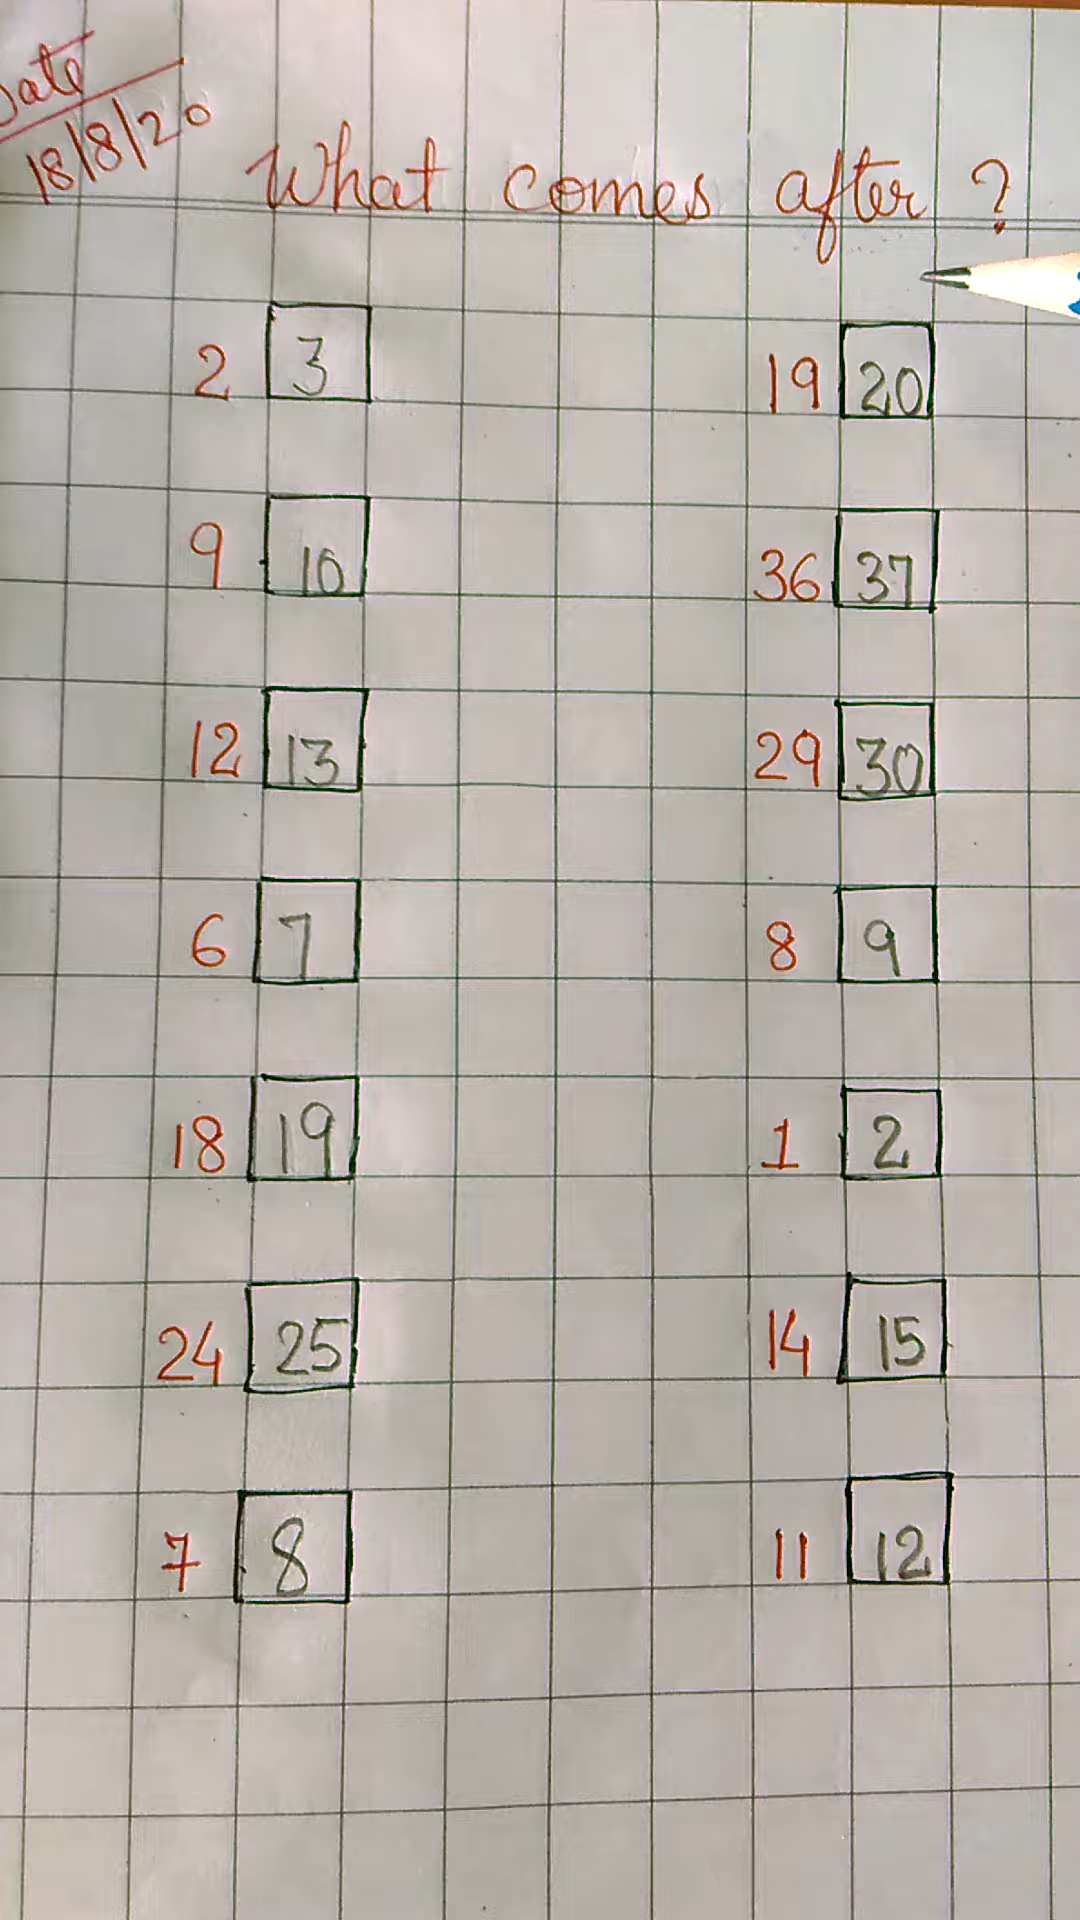 Date
18/8/20
What comes after ?
2 3 19 20
9 10 36 37
12 13 29 30
6 7 8 9
18 19 1 2
24 25 14 15
7 8 11 12